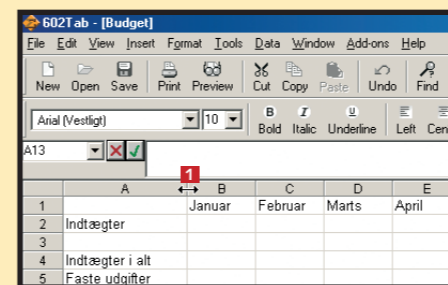 602Tab - [Budget]
File Edit View Insert Format Tools Data Window Add-ons Help
New Open Save Print Preview Cut Copy Paste Undo Find
Arial (Vestligt) 10 B I U
Bold Italic Underline Left Cen
A13
1
A B C D E
1 Januar Februar Marts April
2 Indtægter
3
4 Indtægter i alt
5 Faste udgifter